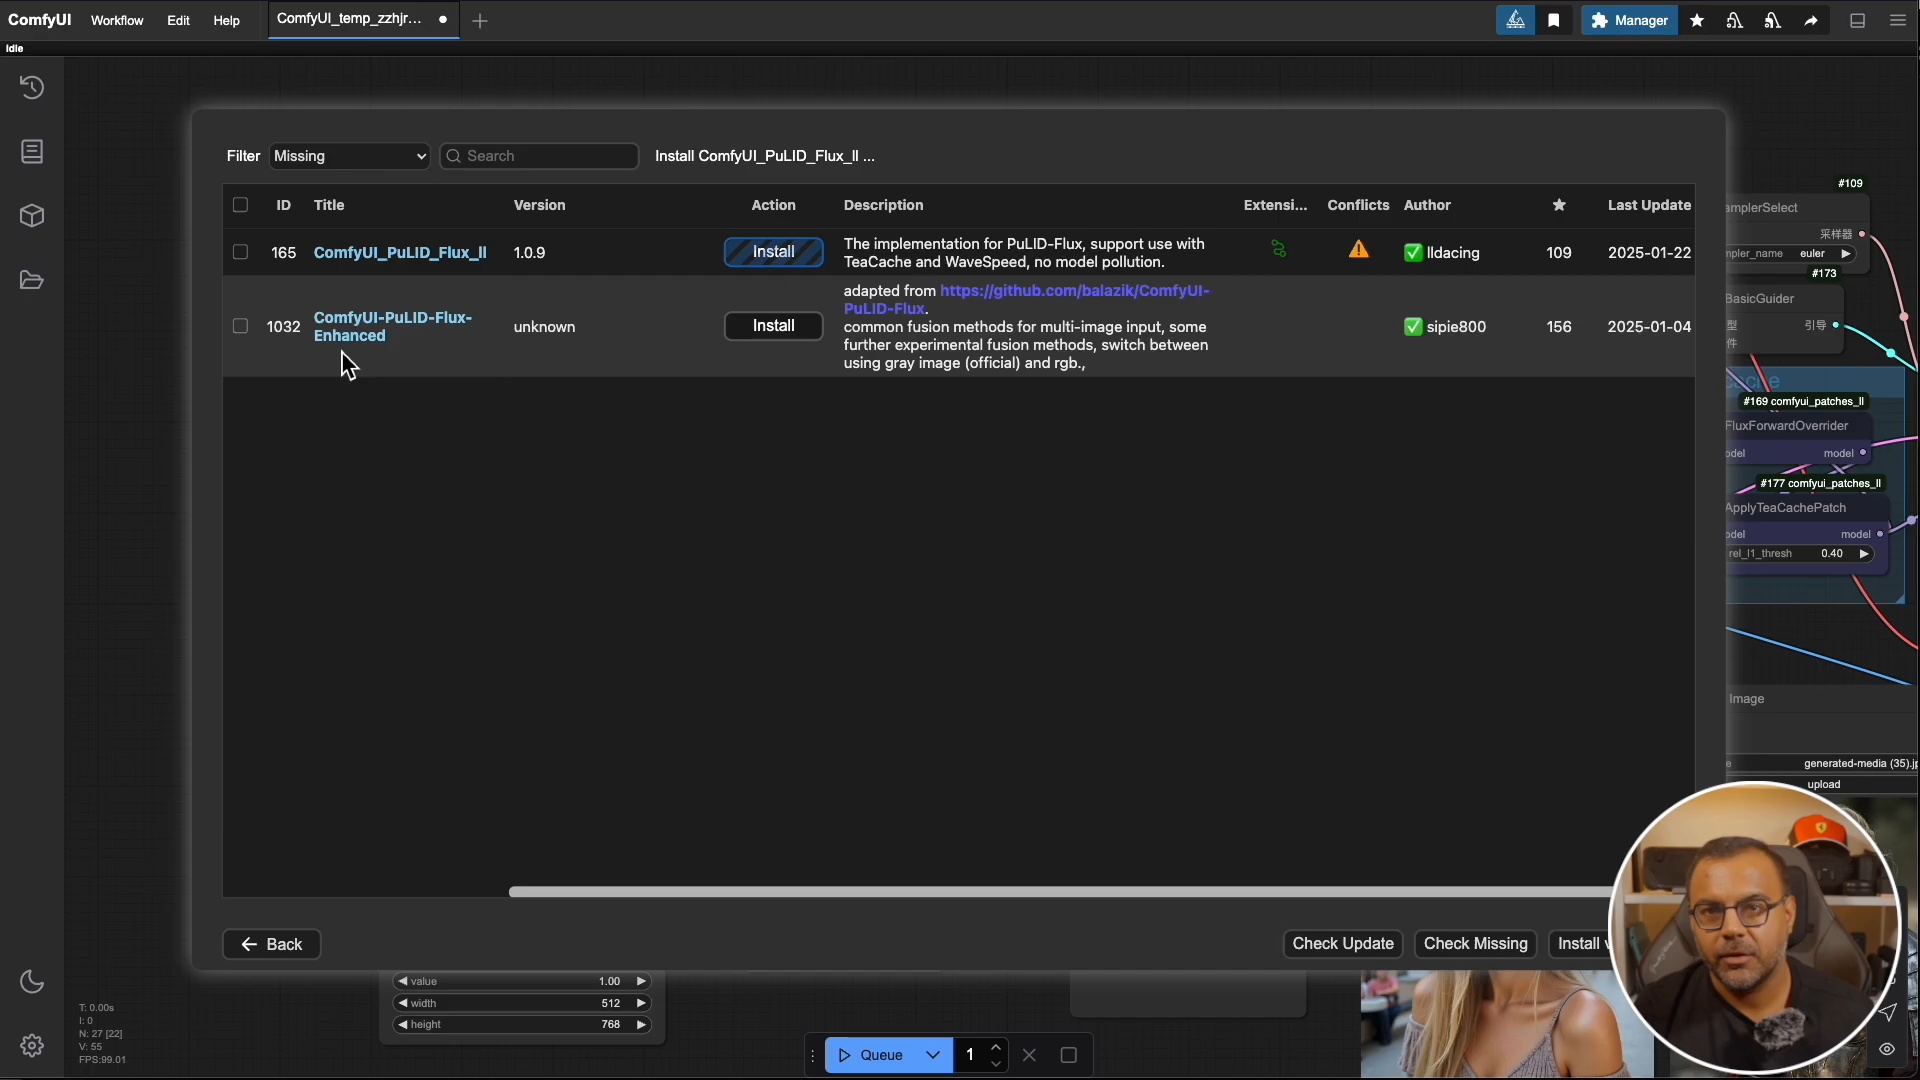 ComfyUI
Workflow
Edit
Help
ComfyUI_temp_zzhjr...
Manager
Idle
Filter
Missing
Search
Install ComfyUI_PuLID_Flux_ll ...
ID
Title
Version
Action
Description
Extensi...
Conflicts
Author
Last Update
165
ComfyUI_PuLID_Flux_ll
1.0.9
Install
The implementation for PuLID-Flux, support use with
TeaCache and WaveSpeed, no model pollution.
lldacing
109
2025-01-22
1032
ComfyUI-PuLID-Flux-
Enhanced
unknown
Install
adapted from https://github.com/balazik/ComfyUI-
PuLID-Flux.
common fusion methods for multi-image input, some
further experimental fusion methods, switch between
using gray image (official) and rgb.,
sipie800
156
2025-01-04
#109
amplerSelect
采样器
mpler_name
euler
#173
BasicGuider
型
引导
件
#169 comfyui_patches_ll
FluxForwardOverrider
odel
model
#177 comfyui_patches_ll
ApplyTeaCachePatch
odel
model
rel_l1_thresh
0.40
Image
generated-media (35).j
upload
Back
Check Update
Check Missing
Install
value
1.00
width
512
height
768
T: 0.00s
I: 0
N: 27 [22]
V: 55
FPS:99.01
Queue
1